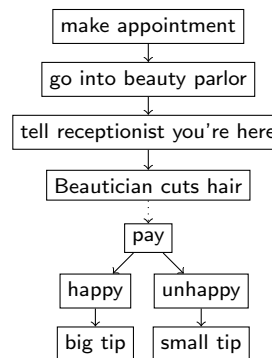 make appointment
go into beauty parlor
tell receptionist you're here
Beautician cuts hair
pay
happy
unhappy
big tip
small tip